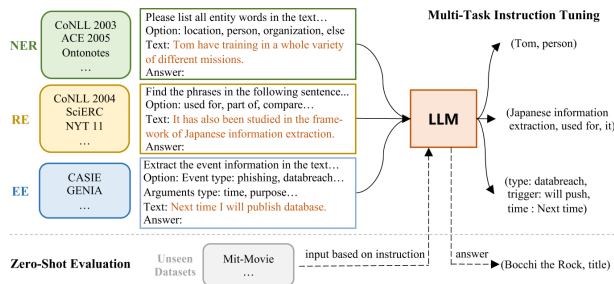 NER
CoNLL 2003
ACE 2005
Ontonotes
…
Please list all entity words in the text…
Option: location, person, organization, else
Text: Tom have training in a whole variety
of different missions.
Answer:
RE
CoNLL 2004
SciERC
NYT 11
…
Find the phrases in the following sentence...
Option: used for, part of, compare…
Text: It has also been studied in the frame-
work of Japanese information extraction.
Answer:
EE
CASIE
GENIA
…
Extract the event information in the text…
Option: Event type: phishing, databreach…
Arguments type: time, purpose…
Text: Next time I will publish database.
Answer:
LLM
Multi-Task Instruction Tuning
(Tom, person)
(Japanese information
extraction, used for, it)
(type: databreach,
trigger: will push,
time : Next time)
Zero-Shot Evaluation
Unseen
Datasets
Mit-Movie
…
input based on instruction
answer
(Bocchi the Rock, title)